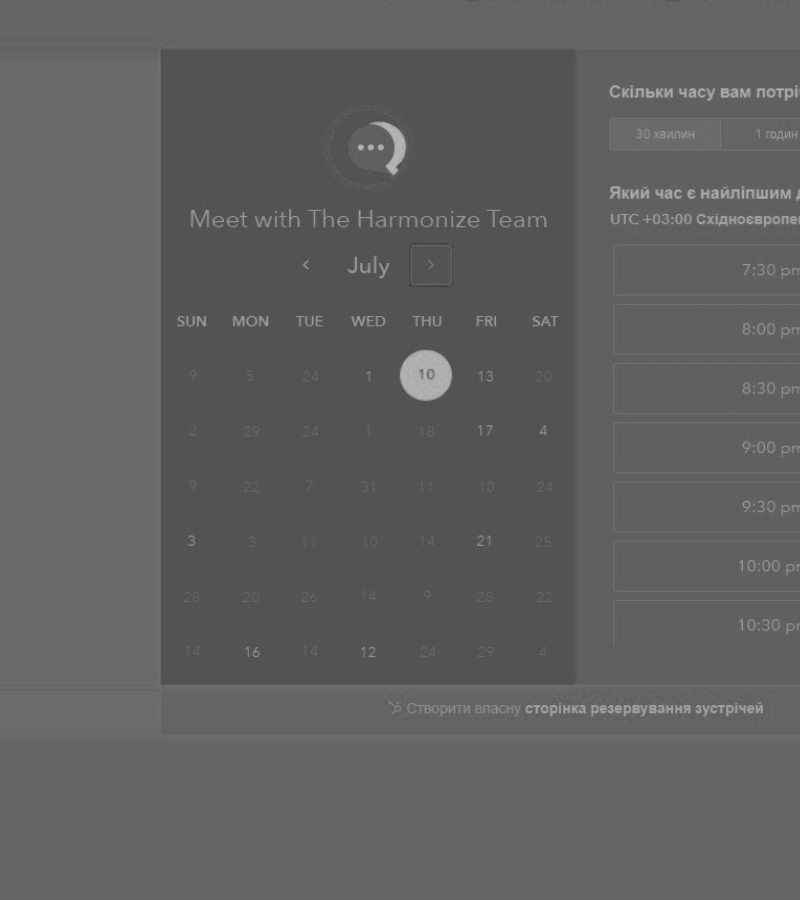 Meet with The Harmonize Team
July
SUN MON TUE WED THU FRI SAT
9 5 24 1 10 13 20
2 29 24 1 18 17 4
9 22 7 31 11 10 24
3 3 11 10 14 21 25
28 20 26 14 9 28 22
14 16 14 12 24 29 4
Скільки часу вам потрі
30 хвилин
1 годин
Який час є найліпшим
UTC +03:00 Східноєвропе
7:30 pm
8:00 pm
8:30 pm
9:00 pm
9:30 pm
10:00 p
10:30 p
Створити власну сторінка резервування зустрічей